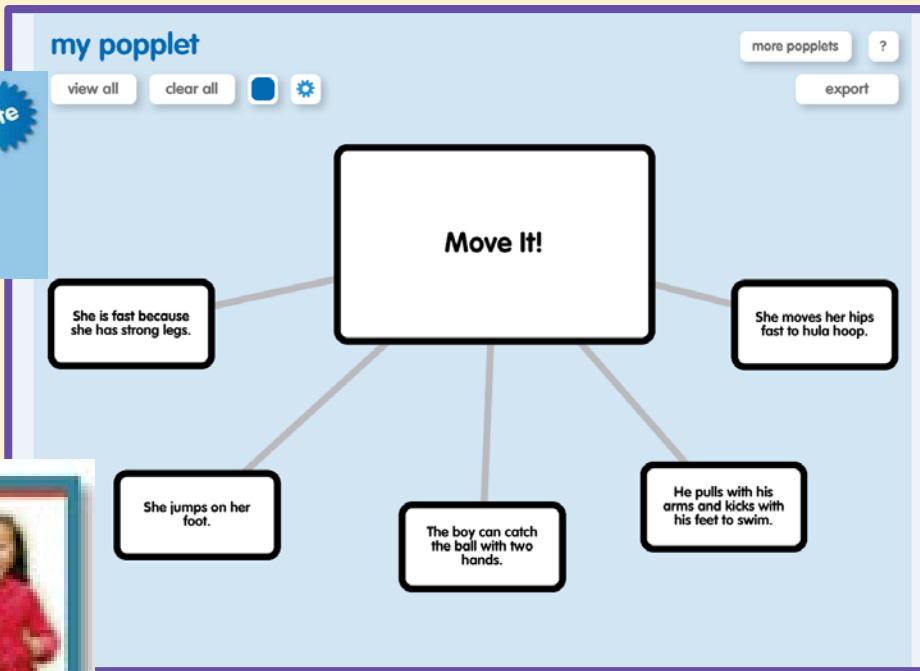 my popplet
more popplets
?
view all
clear all
export
Move It!
She is fast because
she has strong legs.
She moves her hips
fast to hula hoop.
She jumps on her
foot.
The boy can catch
the ball with two
hands.
He pulls with his
arms and kicks with
his feet to swim.